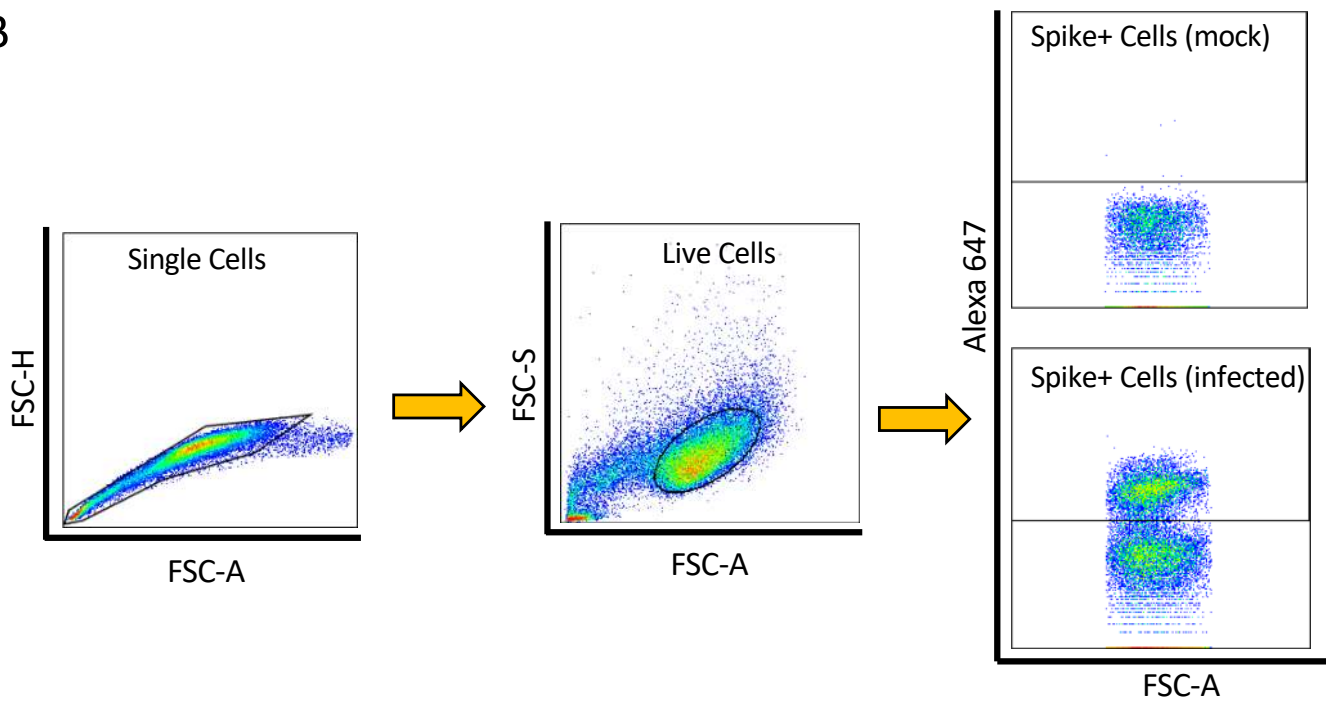 B
Single Cells
FSC-H
FSC-A
Live Cells
FSC-S
FSC-A
Spike+ Cells (mock)
Alexa 647
Spike+ Cells (infected)
FSC-A